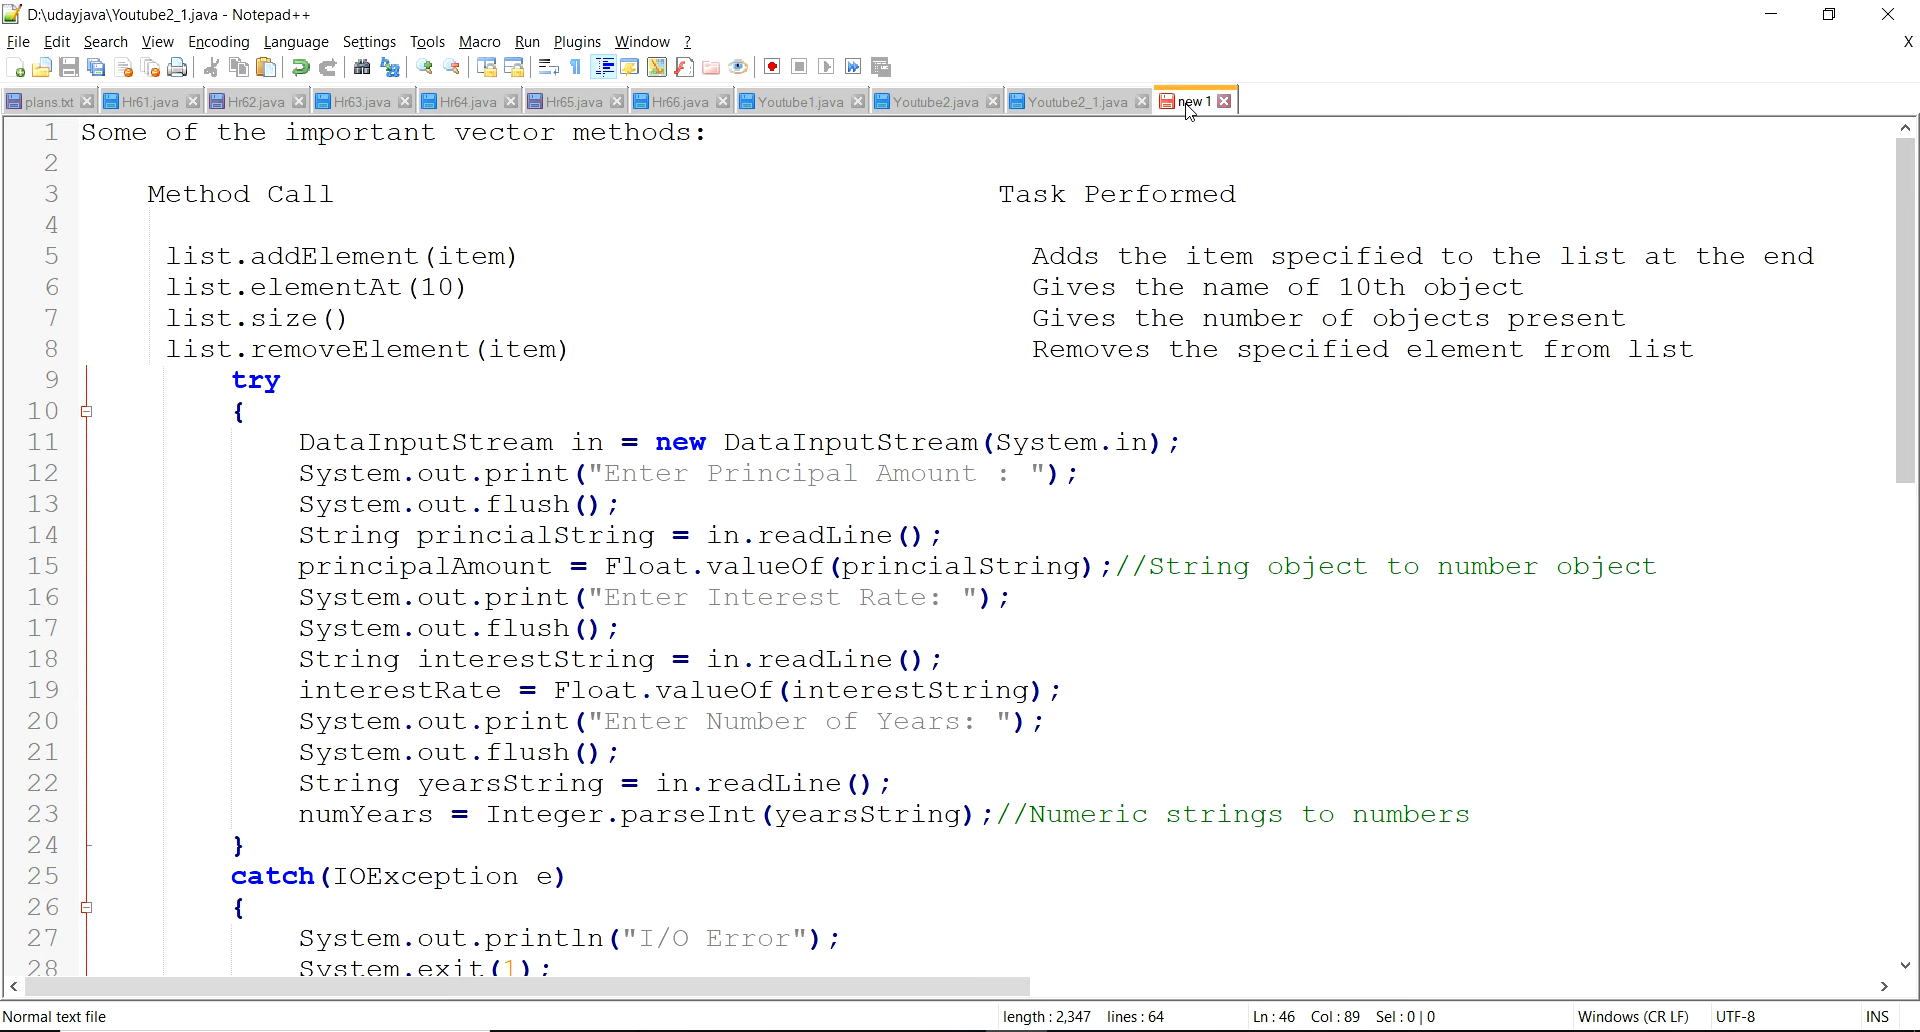 D:\udayjava\Youtube2_1.java - Notepad++
File Edit Search View Encoding Language Settings Tools Macro Run Plugins Window ? X
plans.txt Hr61.java Hr62.java Hr63.java Hr64.java Hr65.java Hr66.java Youtube1.java Youtube2.java Youtube2_1.java new 1
1 Some of the important vector methods:
2
3 Method Call Task Performed
4
5 list.addElement(item) Adds the item specified to the list at the end
6 list.elementAt(10) Gives the name of 10th object
7 list.size() Gives the number of objects present
8 list.removeElement(item) Removes the specified element from list
9 try
10 {
11 DataInputStream in = new DataInputStream(System.in);
12 System.out.print("Enter Principal Amount : ");
13 System.out.flush();
14 String princialString = in.readLine();
15 principalAmount = Float.valueOf(princialString);//String object to number object
16 System.out.print("Enter Interest Rate: ");
17 System.out.flush();
18 String interestString = in.readLine();
19 interestRate = Float.valueOf(interestString);
20 System.out.print("Enter Number of Years: ");
21 System.out.flush();
22 String yearsString = in.readLine();
23 numYears = Integer.parseInt(yearsString);//Numeric strings to numbers
24 }
25 catch(IOException e)
26 {
27 System.out.println("I/O Error");
28 System.exit(1);
Normal text file length : 2,347 lines : 64 Ln : 46 Col : 89 Sel : 0 | 0 Windows (CR LF) UTF-8 INS